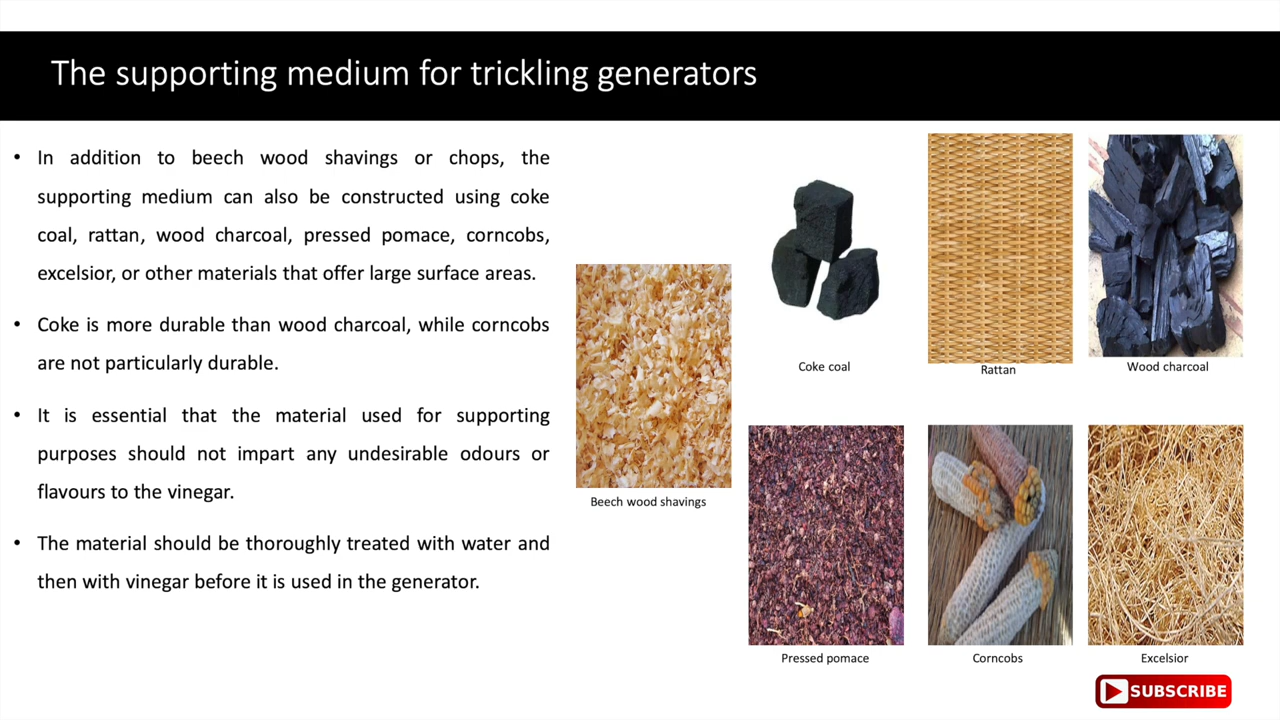 The supporting medium for trickling generators
• In addition to beech wood shavings or chops, the
supporting medium can also be constructed using coke
coal, rattan, wood charcoal, pressed pomace, corncobs,
excelsior, or other materials that offer large surface areas.
• Coke is more durable than wood charcoal, while corncobs
are not particularly durable.
• It is essential that the material used for supporting
purposes should not impart any undesirable odours or
flavours to the vinegar.
• The material should be thoroughly treated with water and
then with vinegar before it is used in the generator.
Beech wood shavings
Coke coal
Rattan
Wood charcoal
Pressed pomace
Corncobs
Excelsior
SUBSCRIBE